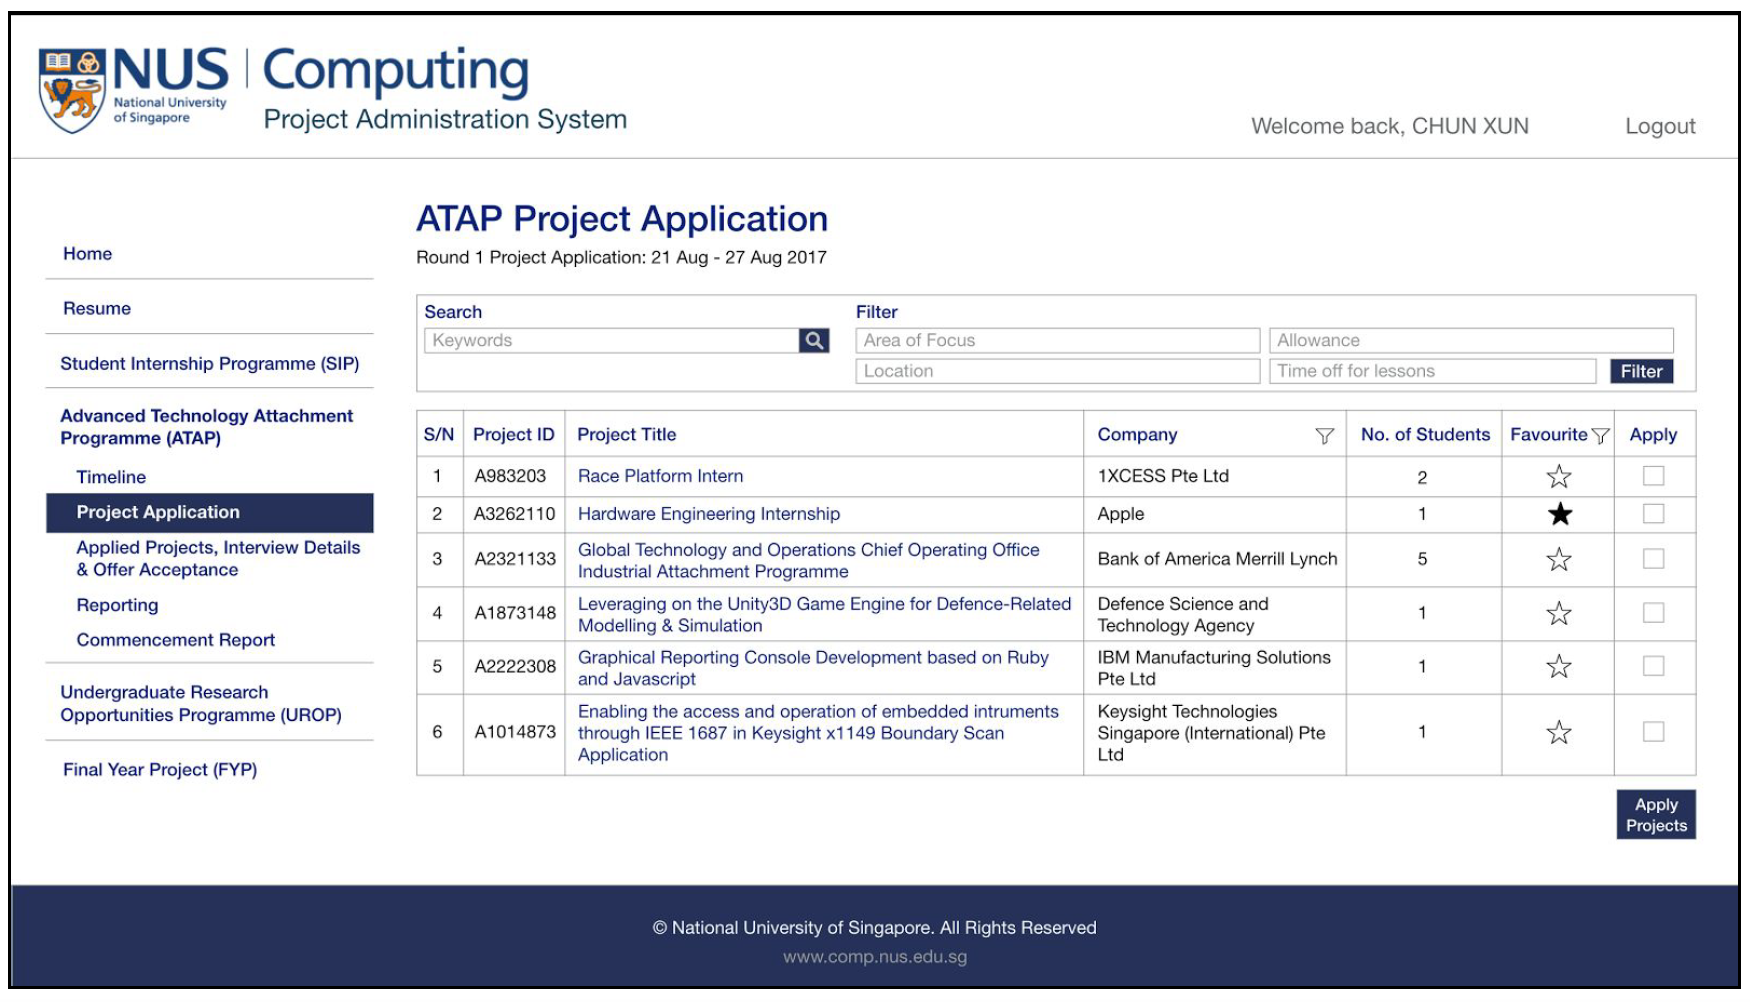 NUS
National University
of Singapore
Computing
Project Administration System
Welcome back, CHUN XUN
Logout
Home
Resume
Student Internship Programme (SIP)
Advanced Technology Attachment
Programme (ATAP)
Timeline
Project Application
Applied Projects, Interview Details
& Offer Acceptance
Reporting
Commencement Report
Undergraduate Research
Opportunities Programme (UROP)
Final Year Project (FYP)
ATAP Project Application
Round 1 Project Application: 21 Aug - 27 Aug 2017
Search
Keywords
Filter
Area of Focus
Allowance
Location
Time off for lessons
Filter
S/N Project ID Project Title Company No. of Students Favourite Apply
1 A983203 Race Platform Intern 1XCESS Pte Ltd 2
2 A3262110 Hardware Engineering Internship Apple 1
3 A2321133 Global Technology and Operations Chief Operating Office
Industrial Attachment Programme
Bank of America Merrill Lynch 5
4 A1873148 Leveraging on the Unity3D Game Engine for Defence-Related
Modelling & Simulation
Defence Science and
Technology Agency
1
5 A2222308 Graphical Reporting Console Development based on Ruby
and Javascript
IBM Manufacturing Solutions
Pte Ltd
1
6 A1014873 Enabling the access and operation of embedded intruments
through IEEE 1687 in Keysight x1149 Boundary Scan
Application
Keysight Technologies
Singapore (International) Pte
Ltd
1
Apply
Projects
© National University of Singapore. All Rights Reserved
www.comp.nus.edu.sg